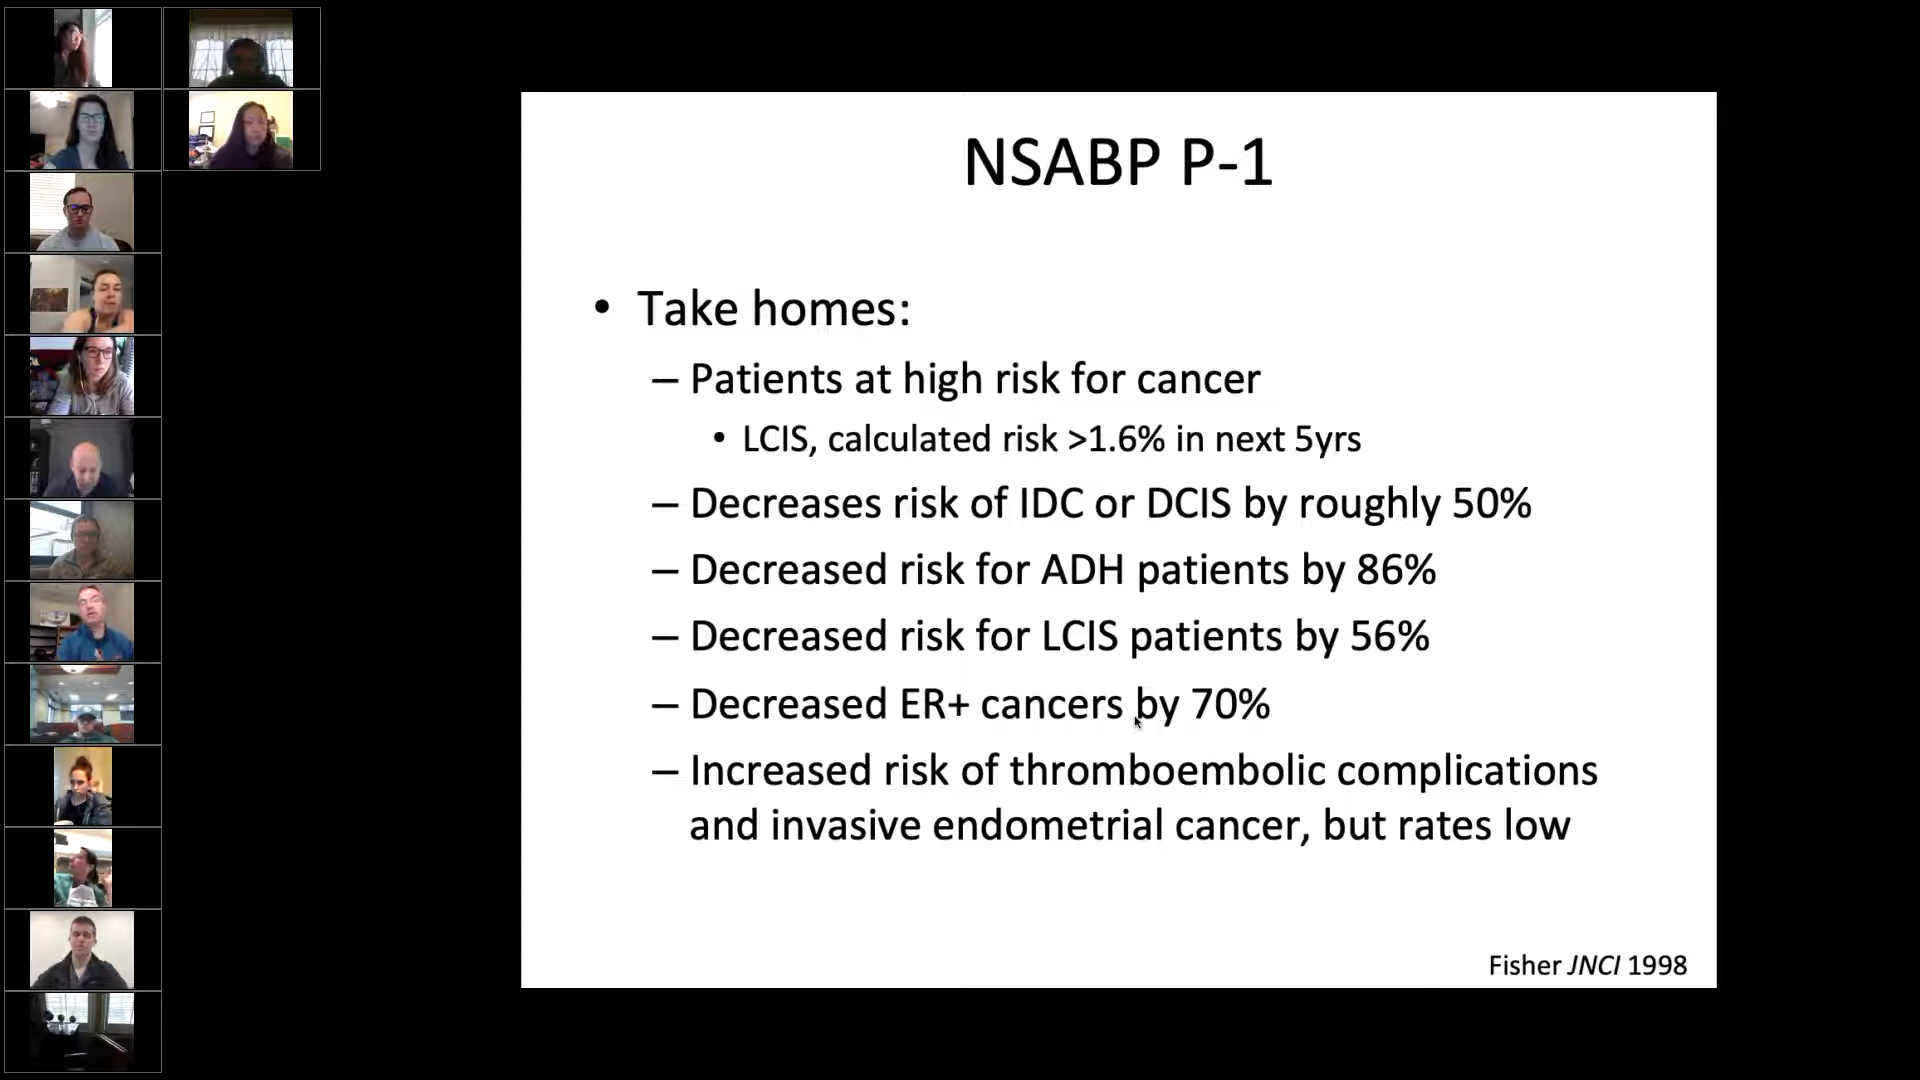 NSABP P-1
• Take homes:
– Patients at high risk for cancer
• LCIS, calculated risk >1.6% in next 5yrs
– Decreases risk of IDC or DCIS by roughly 50%
– Decreased risk for ADH patients by 86%
– Decreased risk for LCIS patients by 56%
– Decreased ER+ cancers by 70%
– Increased risk of thromboembolic complications
and invasive endometrial cancer, but rates low
Fisher JNCI 1998